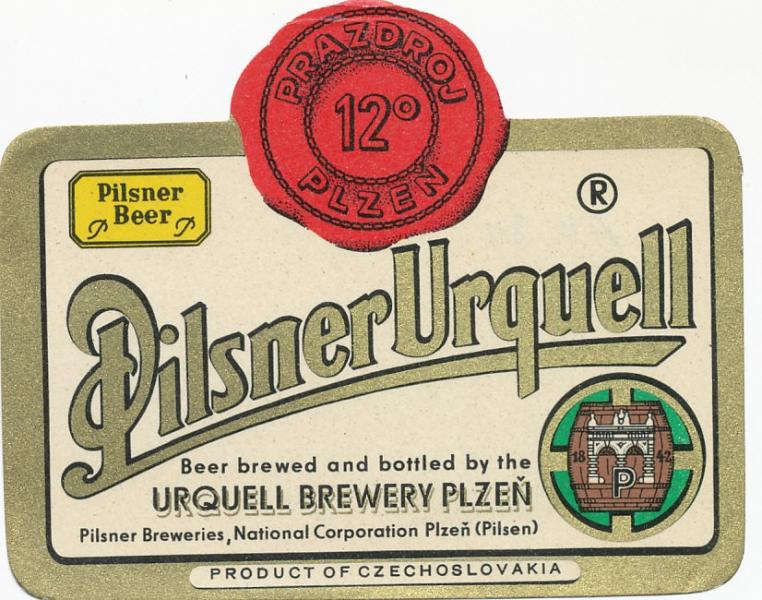 PRAZDROJ
12°
PLZEŇ
Pilsner
Beer
P P
®
Pilsner Urquell
18 42
P
Beer brewed and bottled by the
URQUELL BREWERY PLZEŇ
Pilsner Breweries, National Corporation Plzeň (Pilsen)
PRODUCT OF CZECHOSLOVAKIA